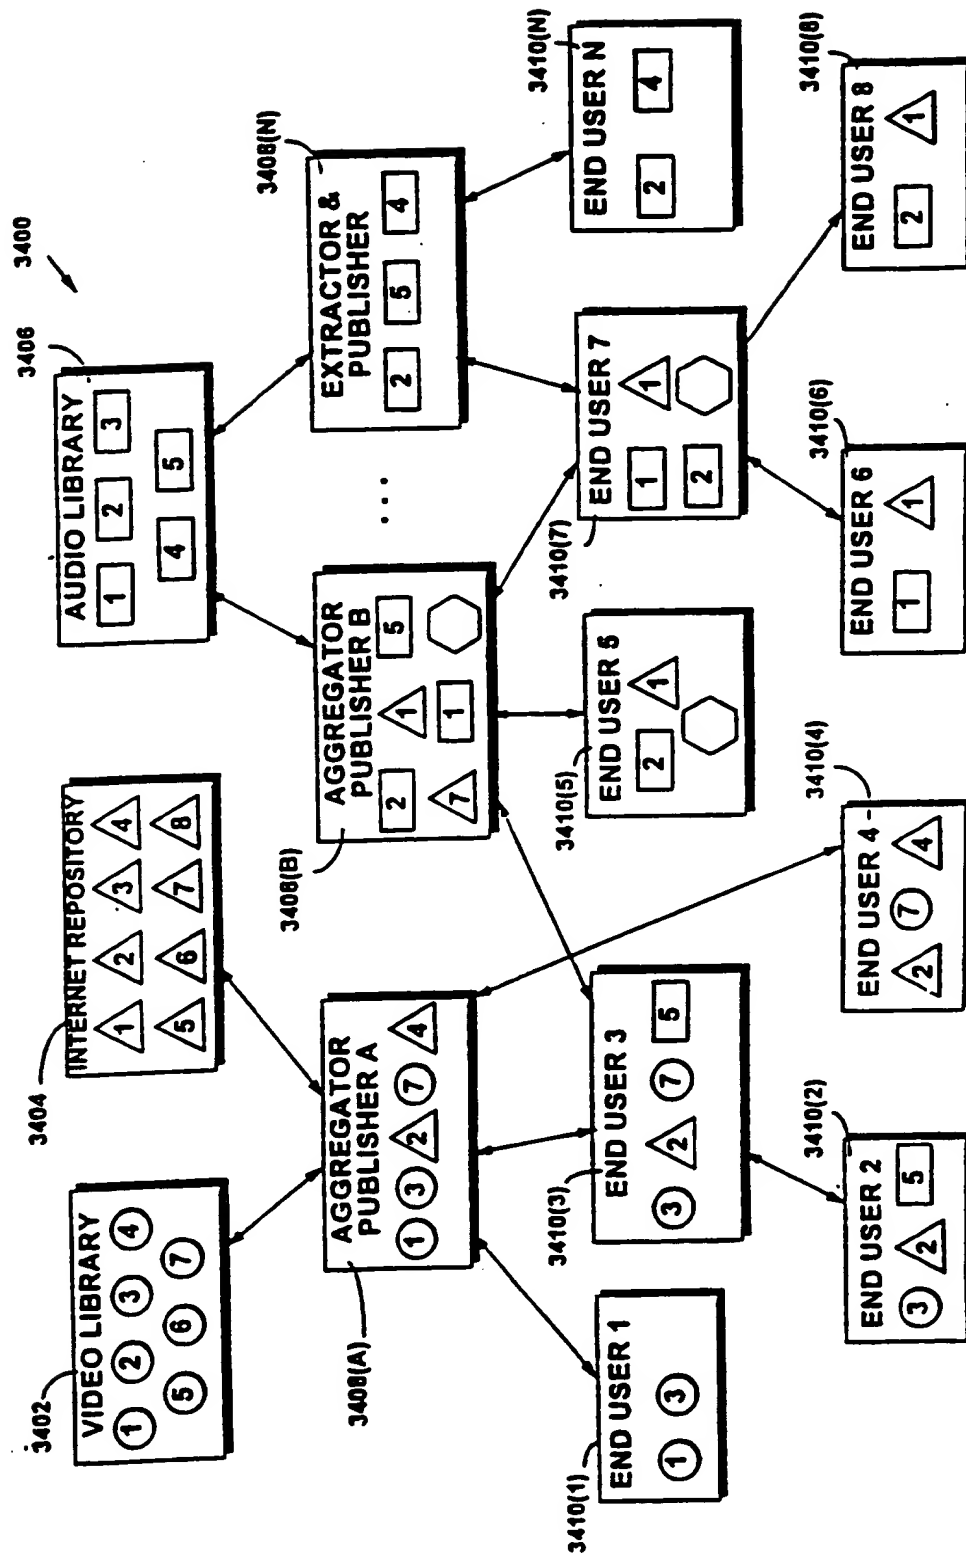 3400
3402
VIDEO LIBRARY
1 2 3 4
5 6 7
3404
INTERNET REPOSITORY
1 2 3 4
5 6 7 8
3406
AUDIO LIBRARY
1 2 3
4 5
3408(A)
AGGREGATOR
PUBLISHER A
1 3 2 7 4
3408(B)
AGGREGATOR
PUBLISHER B
2 1 5
7 1
...
3408(N)
EXTRACTOR &
PUBLISHER
2 5 4
3410(1)
END USER 1
1 3
3410(3)
END USER 3
3 2 7 5
3410(5)
END USER 5
2 1
3410(7)
END USER 7
1 1
2
3410(N)
END USER N
2 4
3410(2)
END USER 2
3 2 5
3410(4)
END USER 4
2 7 4
3410(6)
END USER 6
1 1
3410(8)
END USER 8
2 1